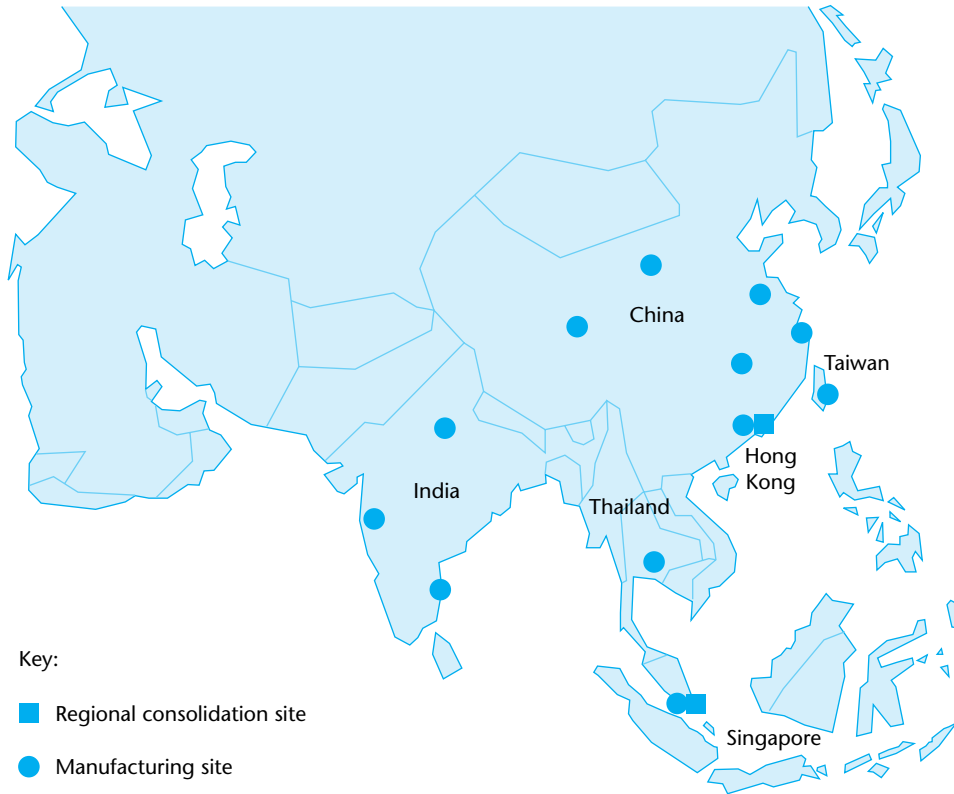 China
Taiwan
Hong
Kong
India
Thailand
Key:
Regional consolidation site
Singapore
Manufacturing site